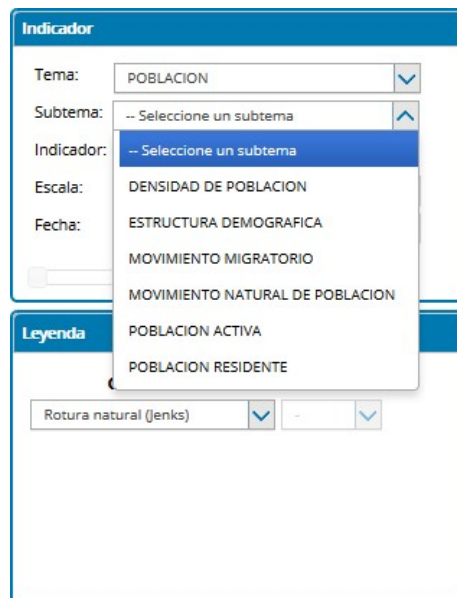 Indicador
Tema: POBLACION
Subtema: -- Seleccione un subtema
Indicador: -- Seleccione un subtema
Escala: DENSIDAD DE POBLACION
Fecha: ESTRUCTURA DEMOGRAFICA
MOVIMIENTO MIGRATORIO
MOVIMIENTO NATURAL DE POBLACION
Leyenda POBLACION ACTIVA
POBLACION RESIDENTE
Rotura natural (Jenks) -